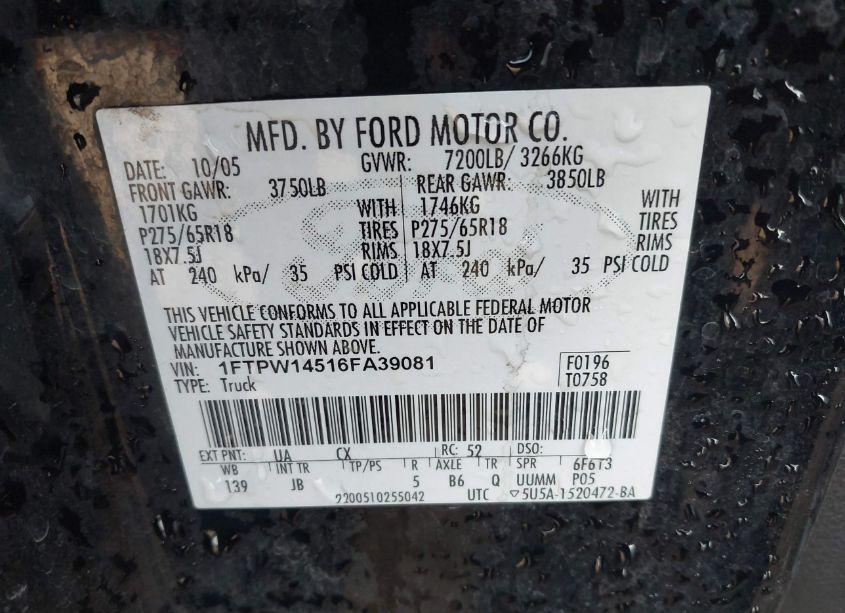 MFD. BY FORD MOTOR CO.
DATE: 10/05 GVWR: 7200LB/ 3266KG
FRONT GAWR: 3750LB REAR GAWR: 3850LB
1701KG WITH 1746KG WITH
P275/65R18 TIRES P275/65R18 TIRES
18X7.5J RIMS 18X7.5J RIMS
AT 240 kPa/ 35 PSI COLD AT 240 kPa/ 35 PSI COLD
THIS VEHICLE CONFORMS TO ALL APPLICABLE FEDERAL MOTOR
VEHICLE SAFETY STANDARDS IN EFFECT ON THE DATE OF
MANUFACTURE SHOWN ABOVE.
VIN: 1FTPW14516FA39081 F0196
TYPE: Truck T0758
EXT PNT: UA CX RC: 52 DSO:
WB INT TR TP/PS R AXLE TR SPR 6F6T3
139 JB 5 B6 Q UUMM P05
2200510255042 UTC ▽5U5A-1520472-BA